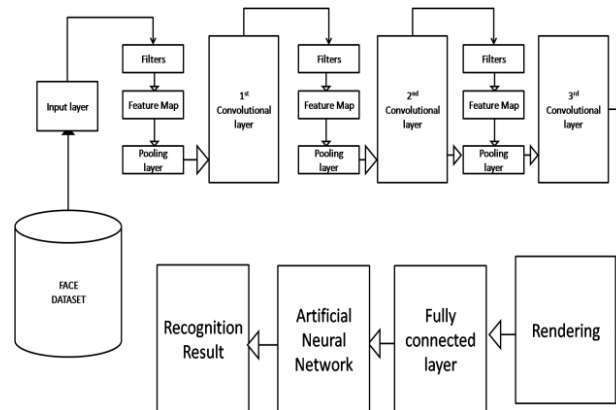 Input layer
Filters
Feature Map
Pooling
layer
1st
Convolutional
layer
Filters
Feature Map
Pooling
layer
2nd
Convolutional
layer
Filters
Feature Map
Pooling
layer
3rd
Convolutional
layer
FACE
DATASET
Recognition
Result
Artificial
Neural
Network
Fully
connected
layer
Rendering